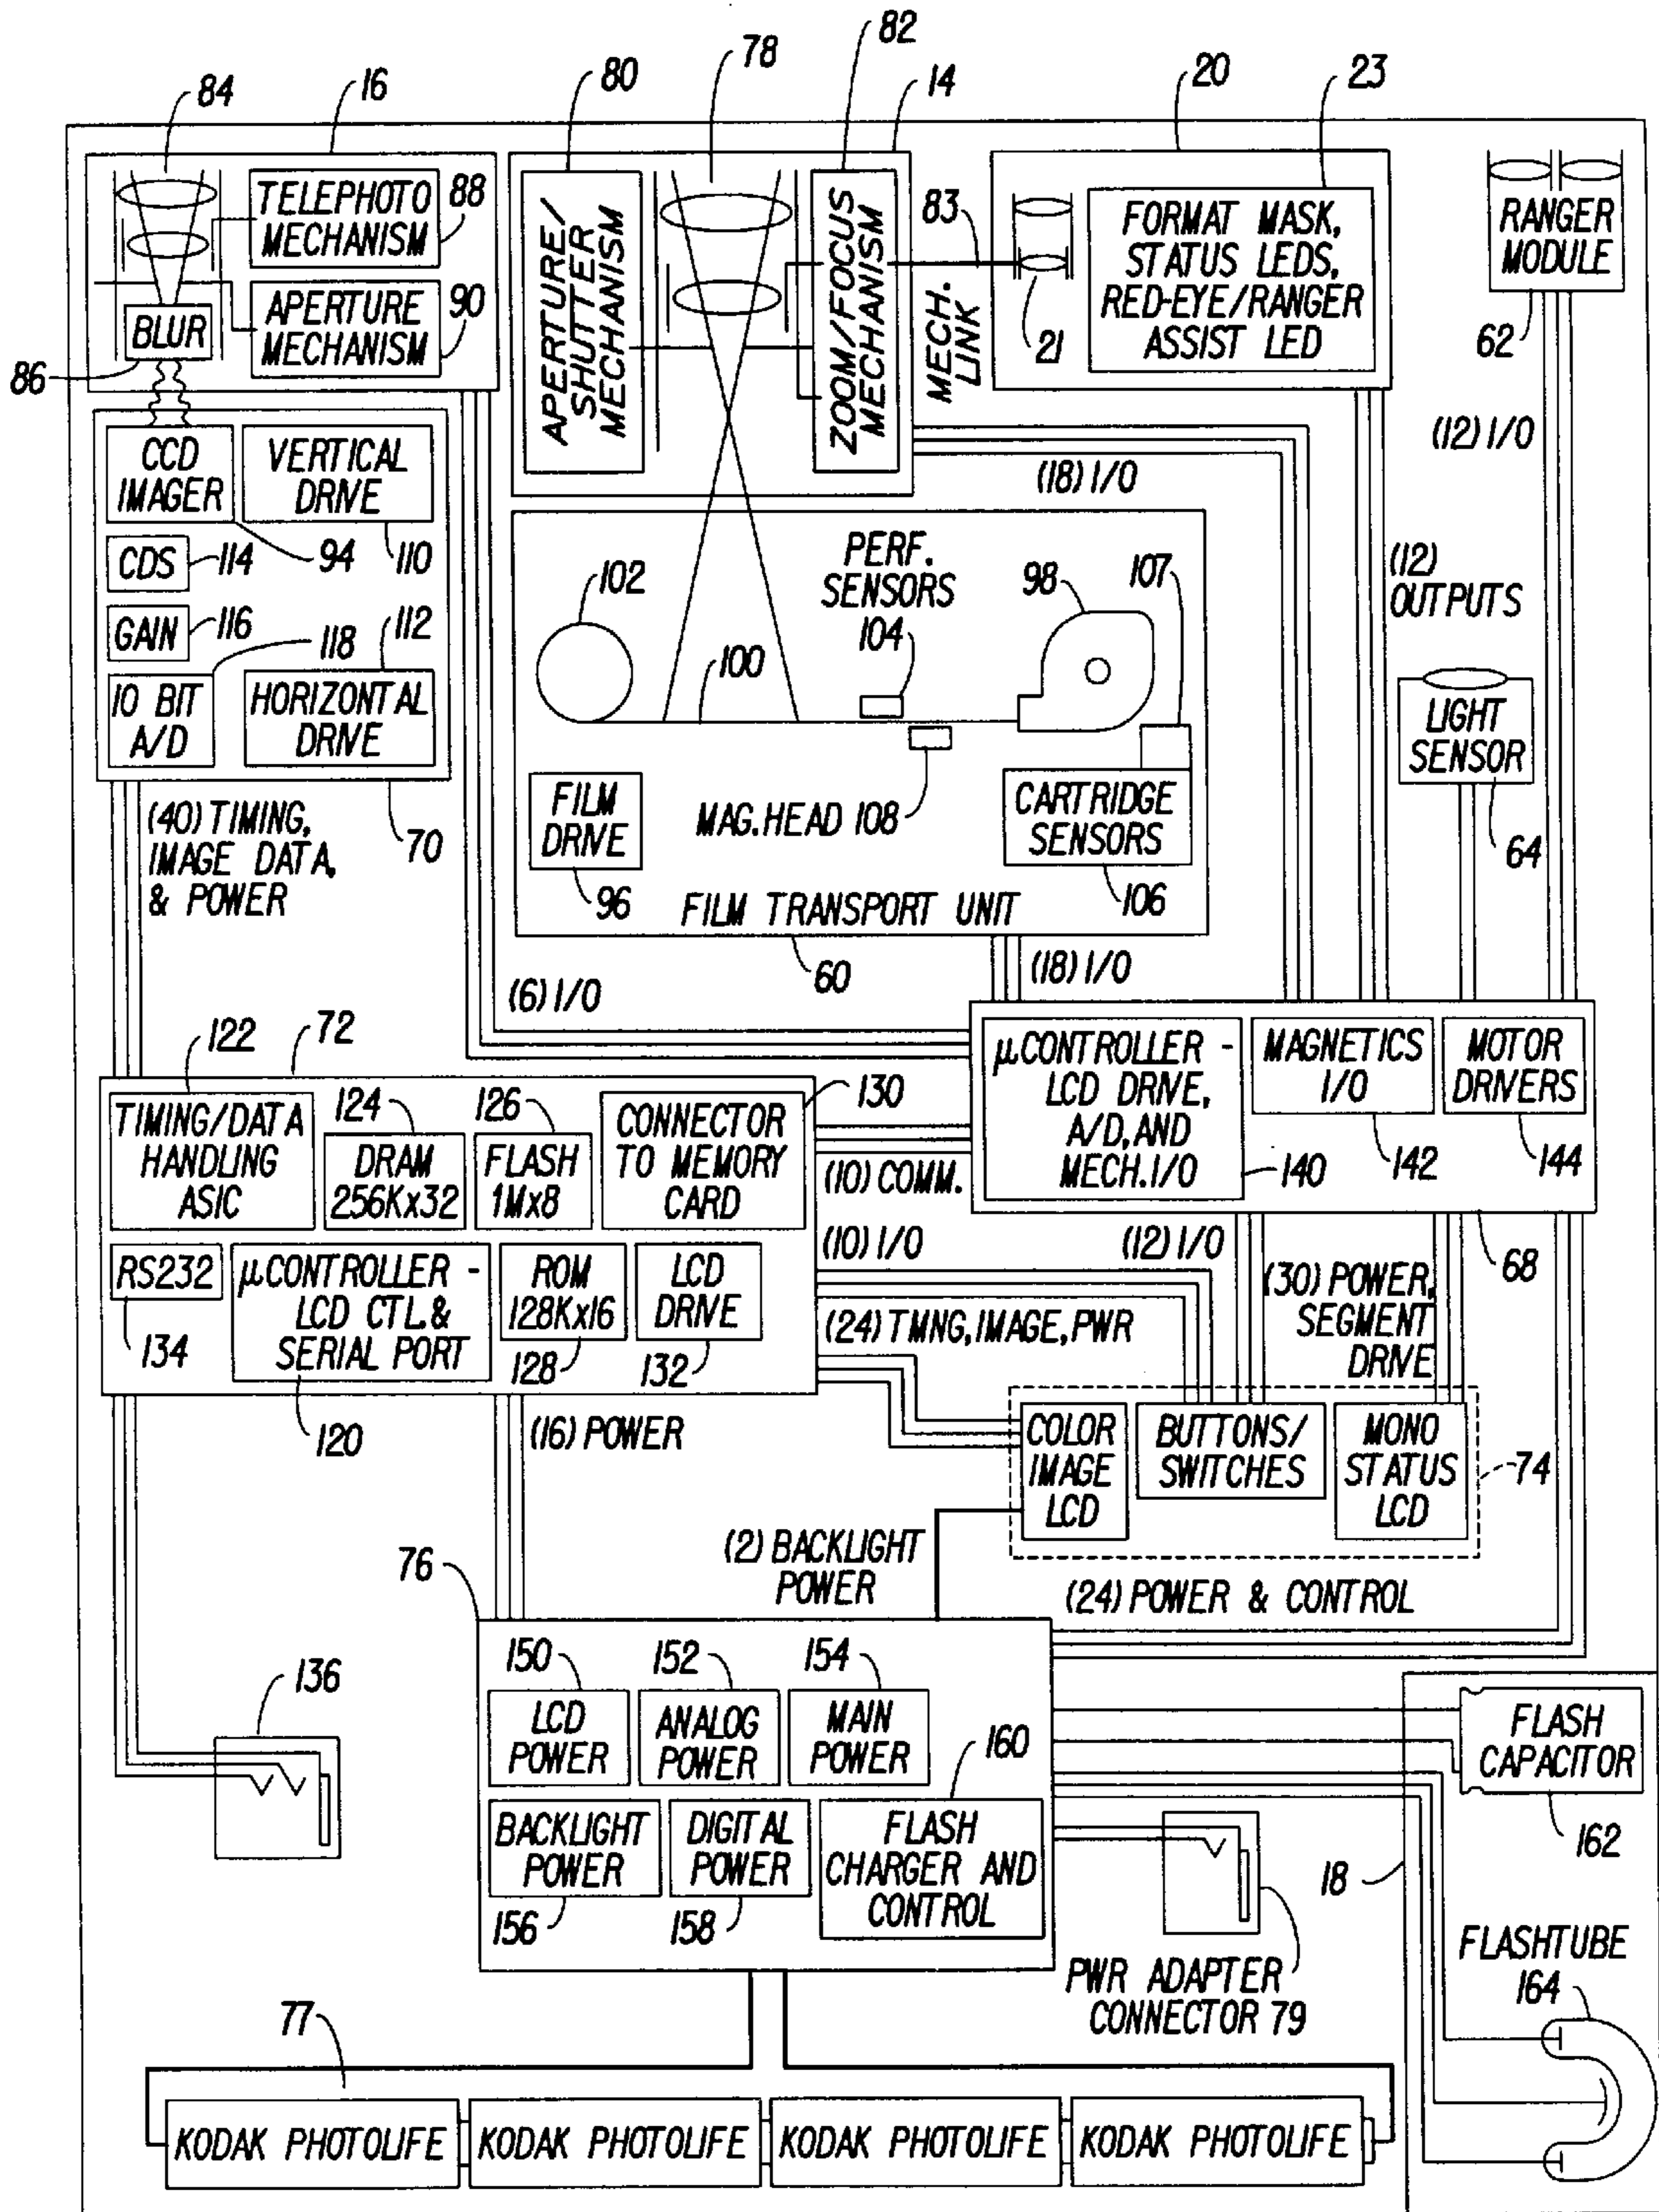 82
78
80
14
20
23
84
16
TELEPHOTO
MECHANISM
88
APERTURE
MECHANISM
90
BLUR
86
APERTURE/
SHUTTER
MECHANISM
ZOOM/FOCUS
MECHANISM
83
MECH.
LINK
21
FORMAT MASK,
STATUS LEDS,
RED-EYE/RANGER
ASSIST LED
RANGER
MODULE
62
(12) I/O
(18) I/O
CCD
IMAGER
VERTICAL
DRIVE
CDS
114
94
110
GAIN
116
118
112
10 BIT
A/D
HORIZONTAL
DRIVE
(40) TIMING,
IMAGE DATA,
& POWER
70
102
PERF.
SENSORS
104
98
107
100
(12)
OUTPUTS
LIGHT
SENSOR
64
FILM
DRIVE
96
MAG. HEAD 108
CARTRIDGE
SENSORS
106
FILM TRANSPORT UNIT
60
(18) I/O
(6) I/O
122
72
TIMING/DATA
HANDLING
ASIC
124
DRAM
256Kx32
126
FLASH
1Mx8
CONNECTOR
TO MEMORY
CARD
130
µCONTROLLER -
LCD DRIVE,
A/D, AND
MECH. I/O
140
MAGNETICS
I/O
142
MOTOR
DRIVERS
144
(10) COMM.
(10) I/O
(12) I/O
68
RS232
134
µCONTROLLER -
LCD CTL &
SERIAL PORT
120
ROM
128Kx16
128
LCD
DRIVE
132
(24) TMNG, IMAGE, PWR
(30) POWER,
SEGMENT
DRIVE
(16) POWER
COLOR
IMAGE
LCD
BUTTONS/
SWITCHES
MONO
STATUS
LCD
74
76
(2) BACKLIGHT
POWER
(24) POWER & CONTROL
136
150
152
154
LCD
POWER
ANALOG
POWER
MAIN
POWER
160
FLASH
CAPACITOR
162
BACKLIGHT
POWER
156
DIGITAL
POWER
158
FLASH
CHARGER AND
CONTROL
18
PWR ADAPTER
CONNECTOR 79
FLASHTUBE
164
77
KODAK PHOTOLIFE
KODAK PHOTOLIFE
KODAK PHOTOLIFE
KODAK PHOTOLIFE